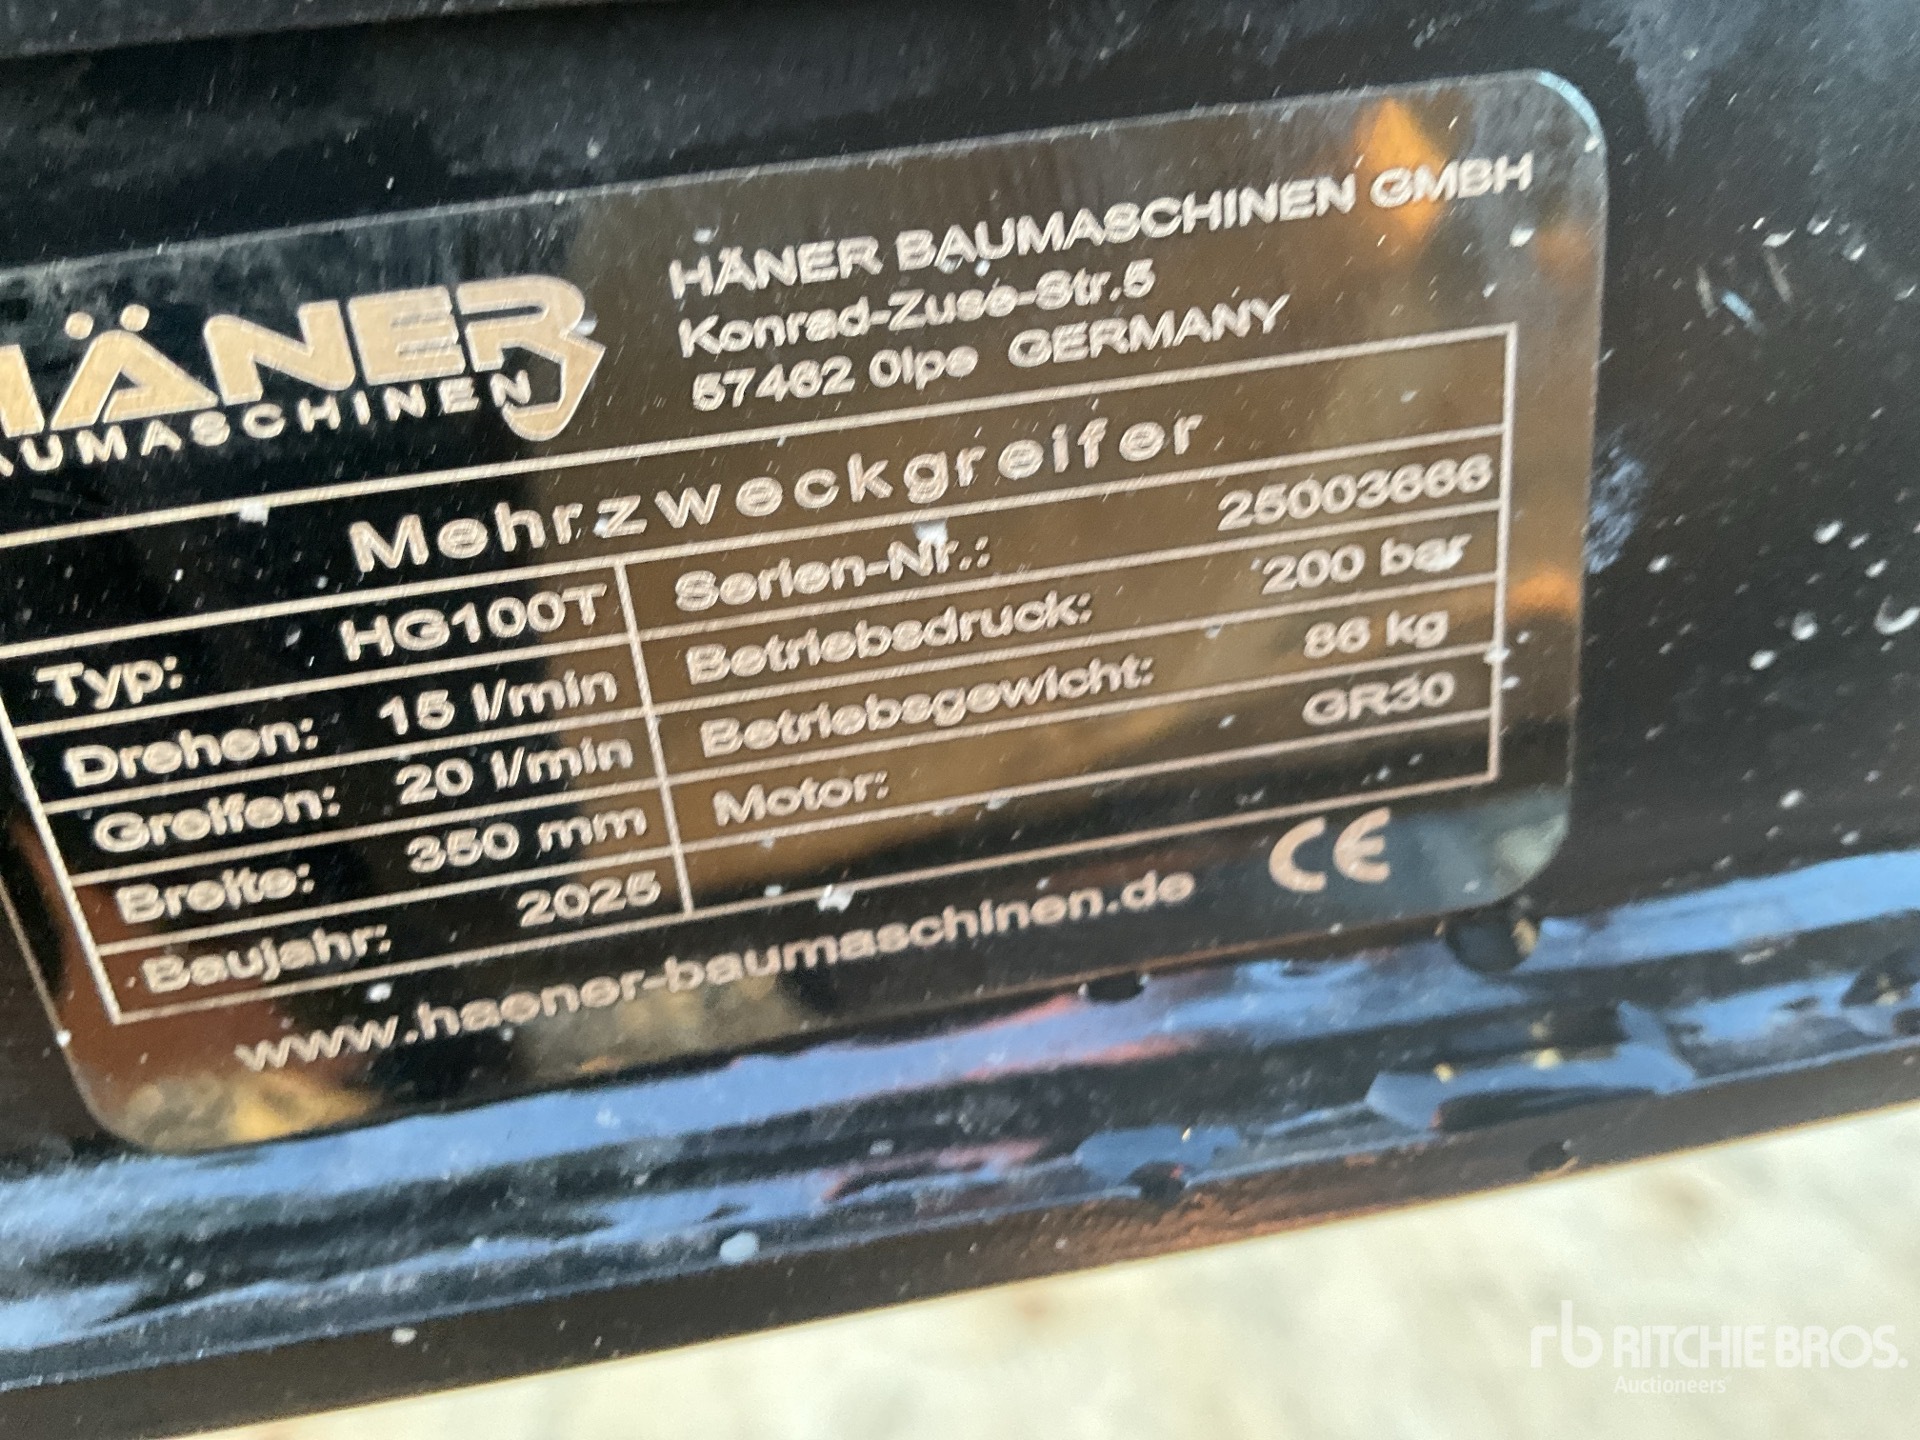 HÄNER
BAUMASCHINEN
HÄNER BAUMASCHINEN GMBH
Konrad-Zuse-Str.5
57462 Olpe GERMANY
Mehrzweckgreifer
Typ: HG100T Serien-Nr.: 25003666
Drehen: 15 l/min Betriebsdruck: 200 bar
Greifen: 20 l/min Betriebsgewicht: 86 kg
Breite: 350 mm Motor: GR30
Baujahr: 2025
www.haener-baumaschinen.de CE
rb RITCHIE BROS.
Auctioneers